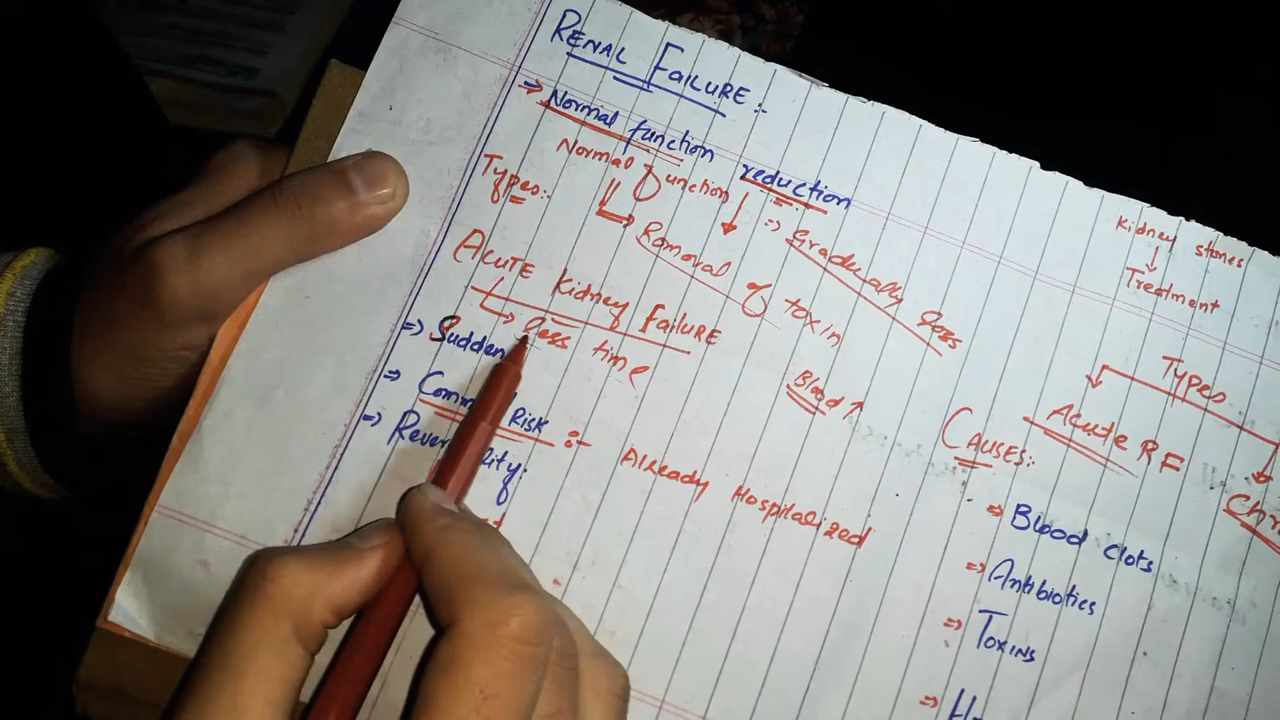 RENAL FAILURE :-
⇒ Normal function reduction
Normal function ↓ ⇒ Gradually loss
↳ Removal of toxin
Types:
ACUTE Kidney FAILURE
↳ less time
⇒ Sudden
⇒ Risk :- Already Hospitalized
⇒
Blood ↑
Kidney stones
↓
Treatment
Types
Acute RF
CAUSES:
⇒ Blood clots
⇒ Antibiotics
⇒ Toxins
⇒